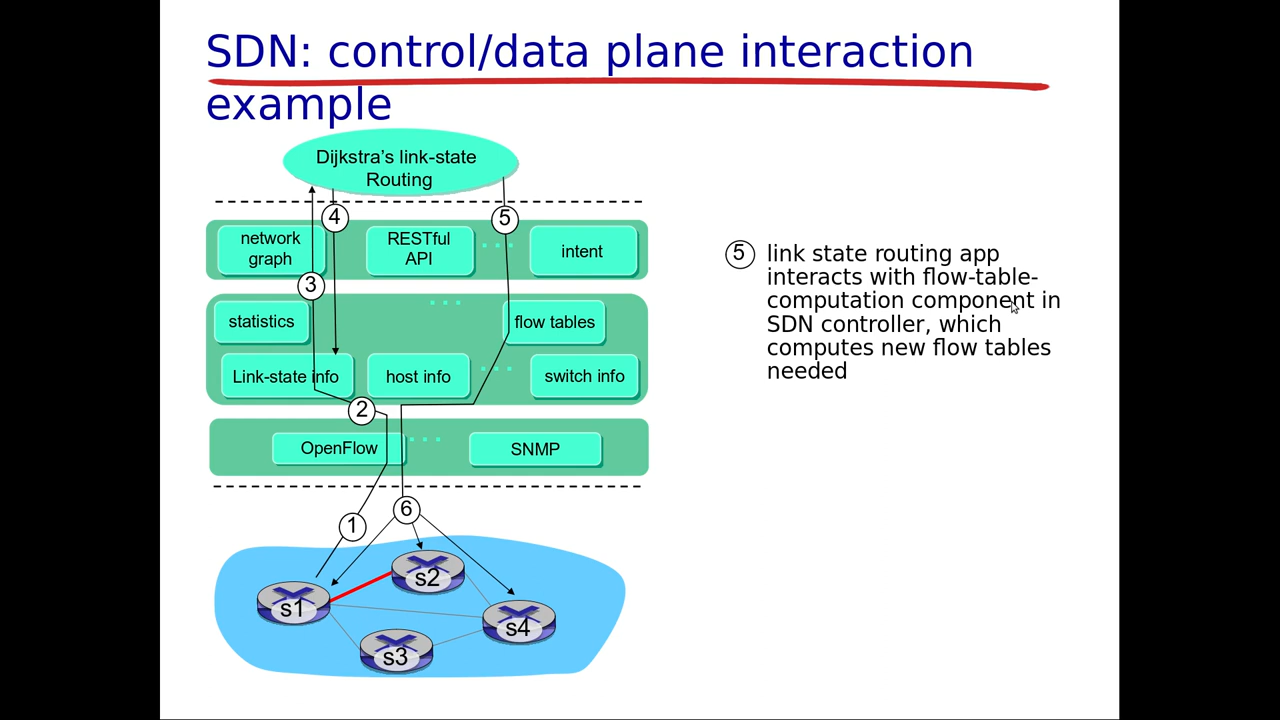 SDN: control/data plane interaction
example
Dijkstra’s link-state
Routing
4
5
network
graph
RESTful
API
...
intent
3
...
statistics
flow tables
Link-state info
host info
...
switch info
2
OpenFlow
...
SNMP
6
1
s2
s1
s4
s3
5
link state routing app
interacts with flow-table-
computation component in
SDN controller, which
computes new flow tables
needed